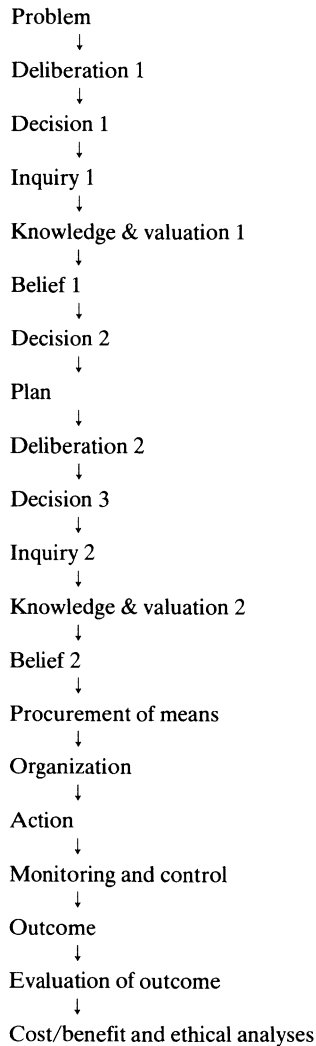 Problem
↓
Deliberation 1
↓
Decision 1
↓
Inquiry 1
↓
Knowledge & valuation 1
↓
Belief 1
↓
Decision 2
↓
Plan
↓
Deliberation 2
↓
Decision 3
↓
Inquiry 2
↓
Knowledge & valuation 2
↓
Belief 2
↓
Procurement of means
↓
Organization
↓
Action
↓
Monitoring and control
↓
Outcome
↓
Evaluation of outcome
↓
Cost/benefit and ethical analyses